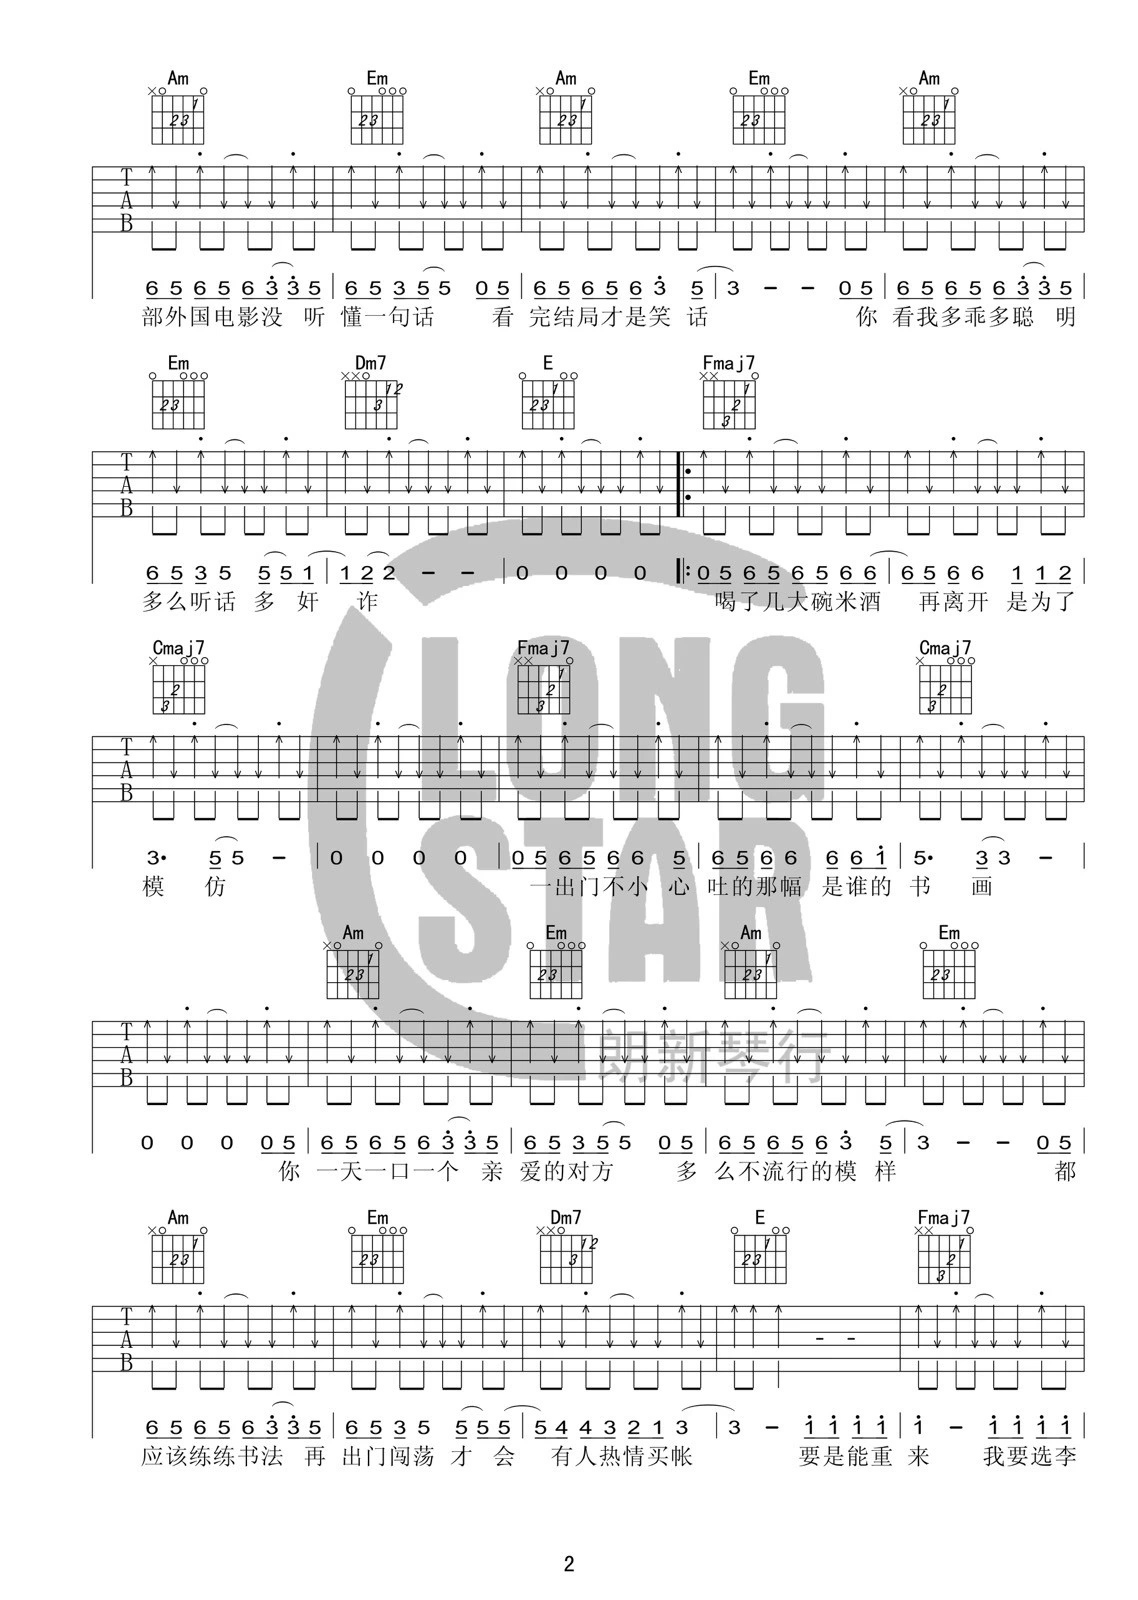 Am Em Am Em Am
T A B
6 5 6 5 6 3 3 5 6 5 3 5 5 0 5 6 5 6 5 6 3 5 3 - - 0 5 6 5 6 5 6 3 3 5
部外国电影没 听 懂一句话 看 完结局才是笑 话 你 看我多乖多聪 明
Em Dm7 E Fmaj7
T A B
6 5 3 5 5 5 1 1 2 2 - - 0 0 0 0 0 5 6 5 6 5 6 6 6 5 6 6 1 1 2
多么听话 多 奸 诈 喝了几大碗米酒 再离开 是为了
Cmaj7 Fmaj7 Cmaj7
T A B
3· 5 5 - 0 0 0 0 0 5 6 5 6 6 5 6 5 6 6 6 6 1 5· 3 3 -
模 仿 一出门不小 心 吐的那幅 是谁的 书 画
LONG
STAR
Am Em Am Em
T A B
朗新琴行
0 0 0 0 5 6 5 6 5 6 3 3 5 6 5 3 5 5 0 5 6 5 6 5 6 3 5 3 - - 0 5
你 一天一口一个 亲 爱的对方 多 么不流行的模 样 都
Am Em Dm7 E Fmaj7
T A B
6 5 6 5 6 3 3 5 6 5 3 5 5 5 5 5 4 4 3 2 1 3 3 - 1 1 1 1 1 - 1 1 1 1
应该练练书法 再 出门闯荡 才 会 有人热情买帐 要是能重 来 我要选李
2